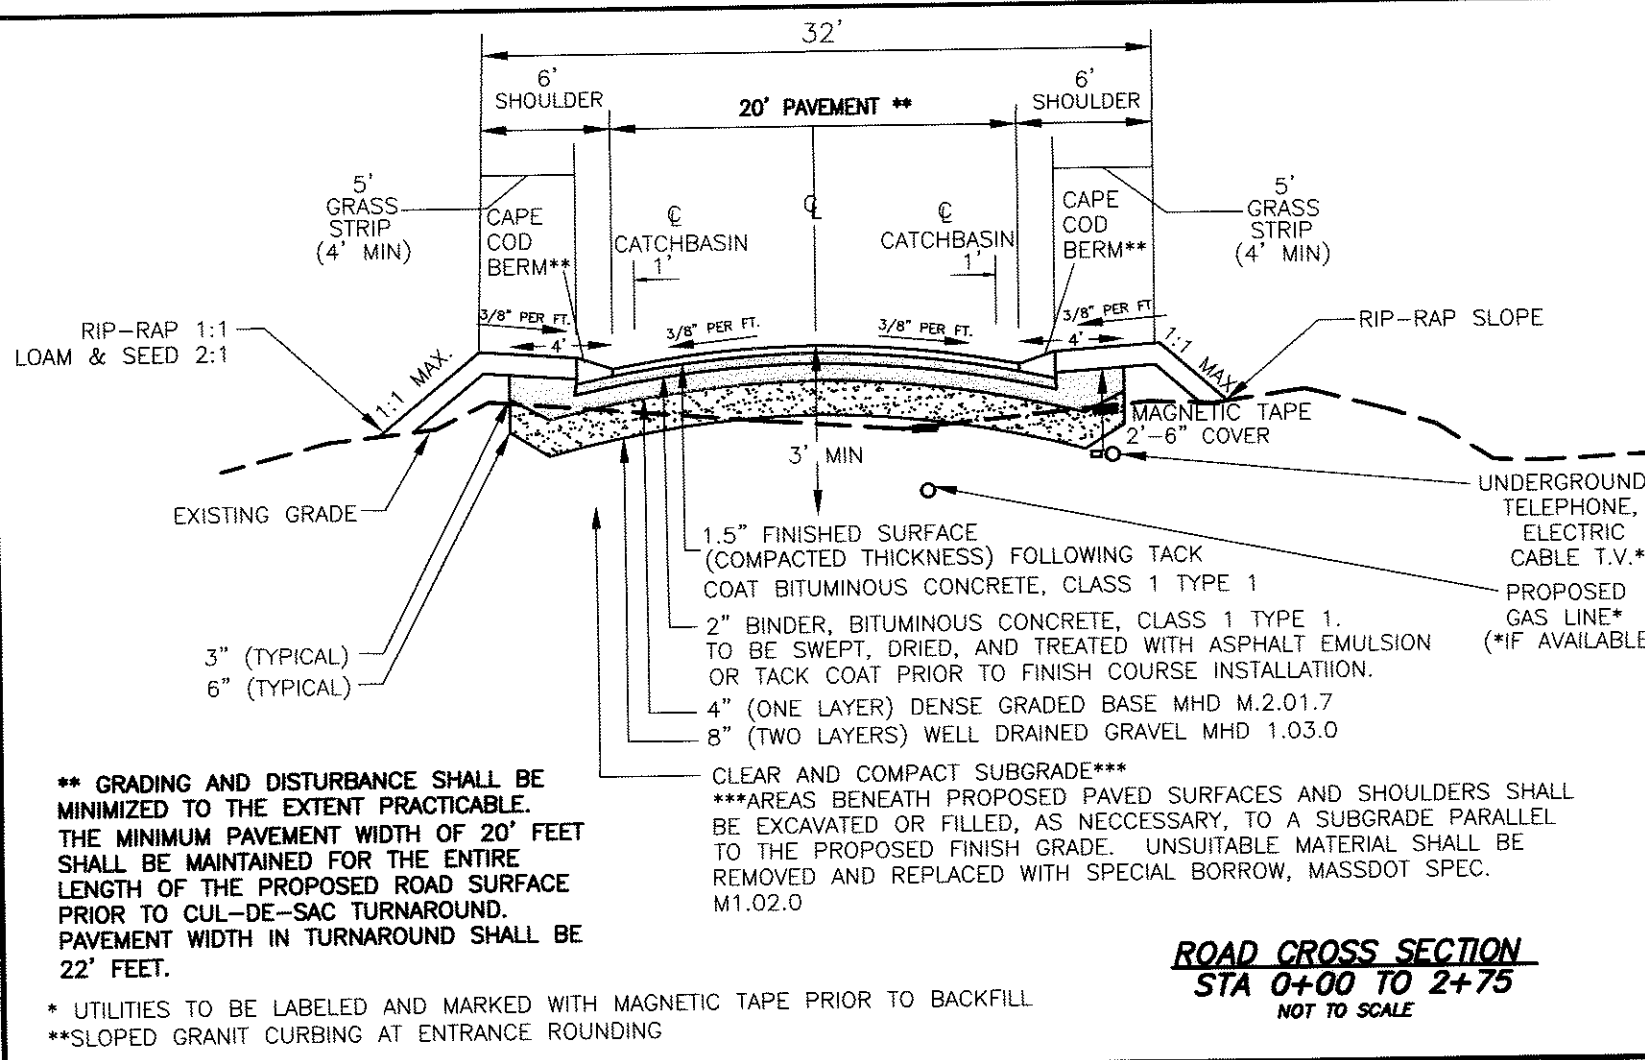 32'
6'
SHOULDER
20' PAVEMENT **
6'
SHOULDER
5'
GRASS
STRIP
(4' MIN)
CAPE
COD
BERM**
℄
CATCHBASIN
1'
℄
℄
CATCHBASIN
1'
CAPE
COD
BERM**
5'
GRASS
STRIP
(4' MIN)
RIP-RAP 1:1
LOAM & SEED 2:1
1:1 MAX.
3/8" PER FT.
4'
3/8" PER FT.
3/8" PER FT.
3/8" PER FT.
4'
1:1 MAX.
RIP-RAP SLOPE
MAGNETIC TAPE
2'-6" COVER
3' MIN
EXISTING GRADE
UNDERGROUND
TELEPHONE,
ELECTRIC
CABLE T.V.*
PROPOSED
GAS LINE*
(*IF AVAILABLE
1.5" FINISHED SURFACE
(COMPACTED THICKNESS) FOLLOWING TACK
COAT BITUMINOUS CONCRETE, CLASS 1 TYPE 1
2" BINDER, BITUMINOUS CONCRETE, CLASS 1 TYPE 1.
TO BE SWEPT, DRIED, AND TREATED WITH ASPHALT EMULSION
OR TACK COAT PRIOR TO FINISH COURSE INSTALLATIION.
3" (TYPICAL)
6" (TYPICAL)
4" (ONE LAYER) DENSE GRADED BASE MHD M.2.01.7
8" (TWO LAYERS) WELL DRAINED GRAVEL MHD 1.03.0
CLEAR AND COMPACT SUBGRADE***
***AREAS BENEATH PROPOSED PAVED SURFACES AND SHOULDERS SHALL
BE EXCAVATED OR FILLED, AS NECCESSARY, TO A SUBGRADE PARALLEL
TO THE PROPOSED FINISH GRADE. UNSUITABLE MATERIAL SHALL BE
REMOVED AND REPLACED WITH SPECIAL BORROW, MASSDOT SPEC.
M1.02.0
** GRADING AND DISTURBANCE SHALL BE
MINIMIZED TO THE EXTENT PRACTICABLE.
THE MINIMUM PAVEMENT WIDTH OF 20' FEET
SHALL BE MAINTAINED FOR THE ENTIRE
LENGTH OF THE PROPOSED ROAD SURFACE
PRIOR TO CUL-DE-SAC TURNAROUND.
PAVEMENT WIDTH IN TURNAROUND SHALL BE
22' FEET.
* UTILITIES TO BE LABELED AND MARKED WITH MAGNETIC TAPE PRIOR TO BACKFILL
**SLOPED GRANIT CURBING AT ENTRANCE ROUNDING
ROAD CROSS SECTION
STA 0+00 TO 2+75
NOT TO SCALE